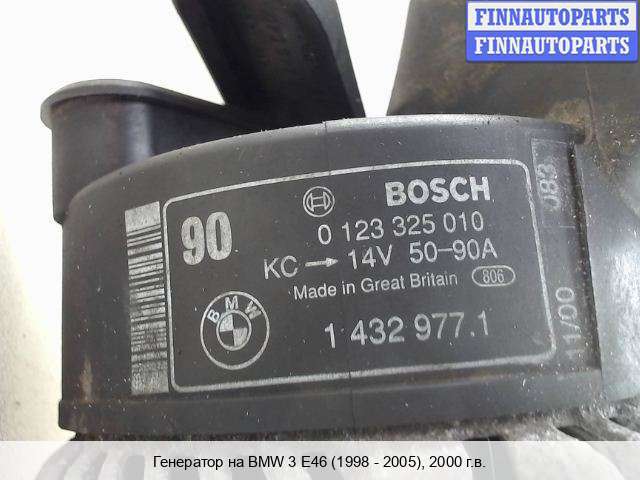 FINNAUTOPARTS
FINNAUTOPARTS
BOSCH
90
0 123 325 010
KC → 14V 50-90A
Made in Great Britain 806
BMW
1 432 977.1
083
11/00
Генератор на BMW 3 E46 (1998 - 2005), 2000 г.в.